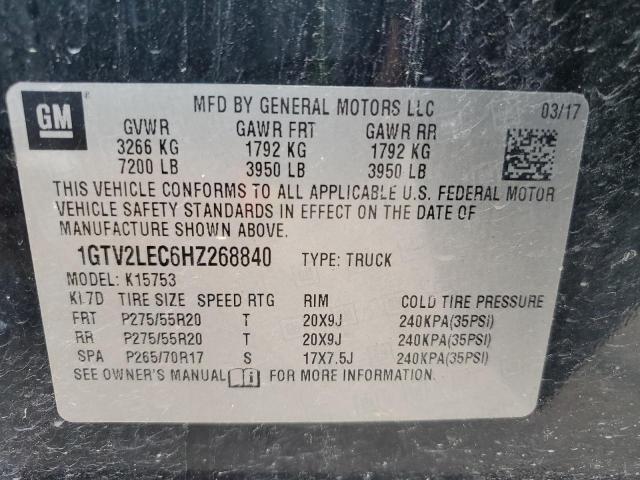 GM
MFD BY GENERAL MOTORS LLC 03/17
GVWR GAWR FRT GAWR RR
3266 KG 1792 KG 1792 KG
7200 LB 3950 LB 3950 LB
THIS VEHICLE CONFORMS TO ALL APPLICABLE U.S. FEDERAL MOTOR
VEHICLE SAFETY STANDARDS IN EFFECT ON THE DATE OF
MANUFACTURE SHOWN ABOVE.
1GTV2LEC6HZ268840 TYPE: TRUCK
MODEL: K15753
TIRE SIZE SPEED RTG RIM COLD TIRE PRESSURE
FRT P275/55R20 T 20X9J 240KPA(35PSI)
RR P275/55R20 T 20X9J 240KPA(35PSI)
SPA P265/70R17 S 17X7.5J 240KPA(35PSI)
SEE OWNER'S MANUAL FOR MORE INFORMATION.